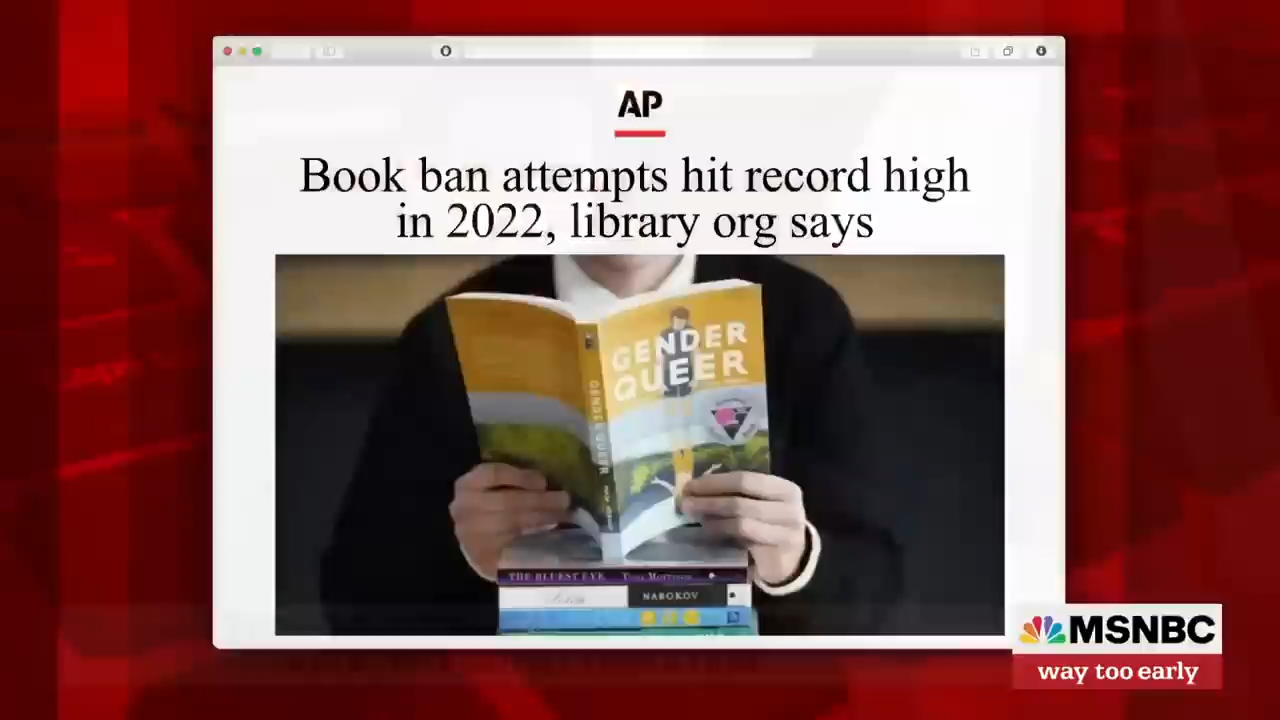 AP
Book ban attempts hit record high
in 2022, library org says
GENDER
QUEER
GENDER QUEER
THE BLUEST EYE
NABOKOV
MSNBC
way too early